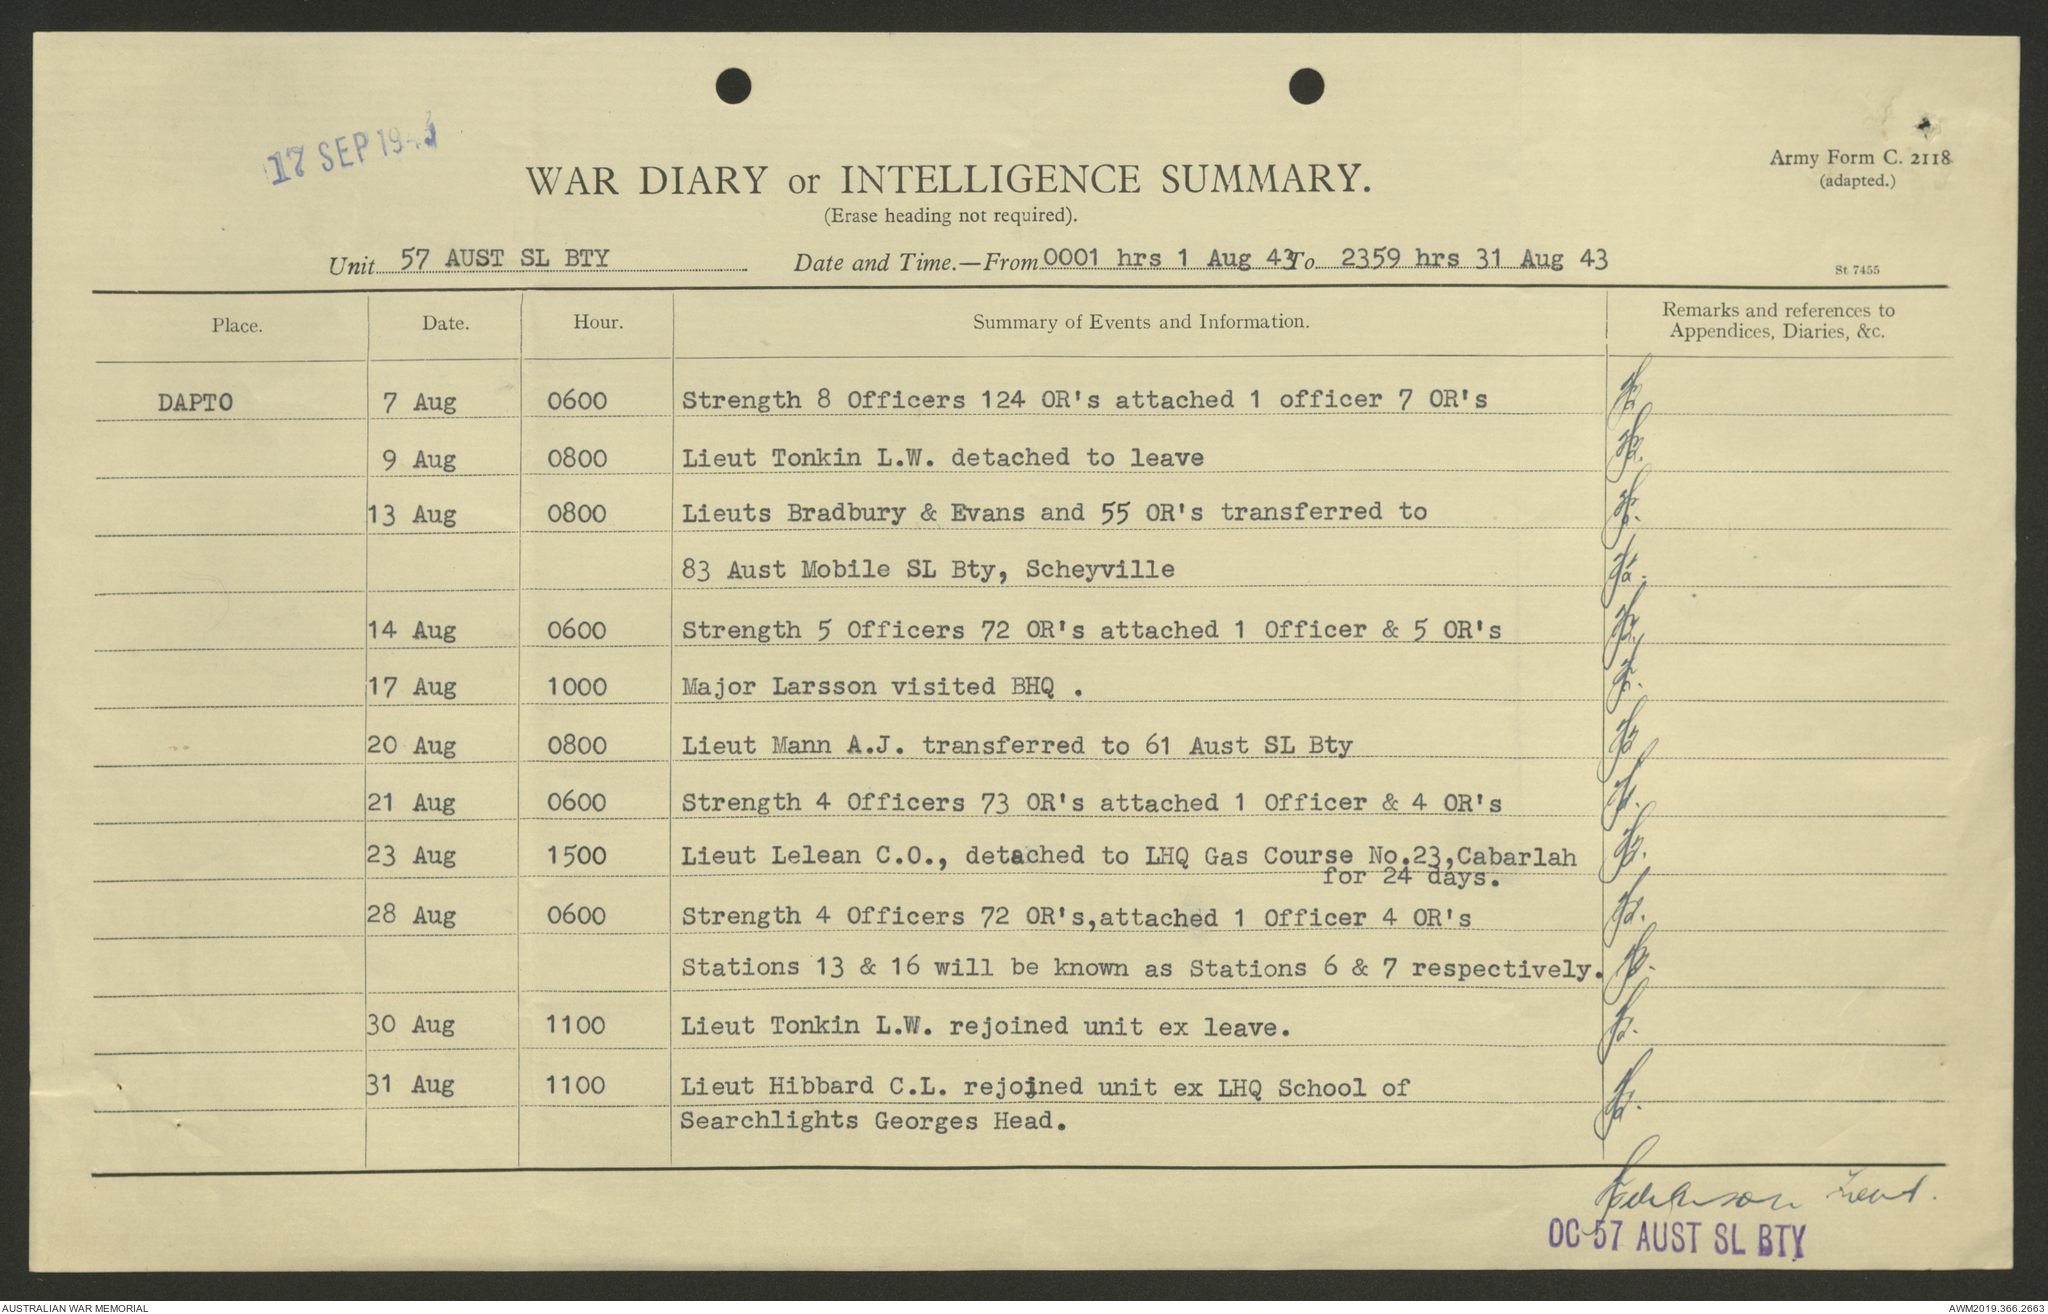 17 SEP 194
Army Form C. 2118
(adapted.)
WAR DIARY or INTELLIGENCE SUMMARY.
(Erase heading not required).
Unit 57 AUST SL BTY Date and Time.—From 0001 hrs 1 Aug 43 To 2359 hrs 31 Aug 43
St 7455
Place. Date. Hour. Summary of Events and Information. Remarks and references to
Appendices, Diaries, &c.
DAPTO 7 Aug 0600 Strength 8 Officers 124 OR's attached 1 officer 7 OR's
9 Aug 0800 Lieut Tonkin L.W. detached to leave
13 Aug 0800 Lieuts Bradbury & Evans and 55 OR's transferred to
83 Aust Mobile SL Bty, Scheyville
14 Aug 0600 Strength 5 Officers 72 OR's attached 1 Officer & 5 OR's
17 Aug 1000 Major Larsson visited BHQ .
20 Aug 0800 Lieut Mann A.J. transferred to 61 Aust SL Bty
21 Aug 0600 Strength 4 Officers 73 OR's attached 1 Officer & 4 OR's
23 Aug 1500 Lieut Lelean C.O., detached to LHQ Gas Course No.23,Cabarlah
for 24 days.
28 Aug 0600 Strength 4 Officers 72 OR's,attached 1 Officer 4 OR's
Stations 13 & 16 will be known as Stations 6 & 7 respectively.
30 Aug 1100 Lieut Tonkin L.W. rejoined unit ex leave.
31 Aug 1100 Lieut Hibbard C.L. rejoined unit ex LHQ School of
Searchlights Georges Head.
Lieut.
OC 57 AUST SL BTY
AUSTRALIAN WAR MEMORIAL
AWM2019.366.2663